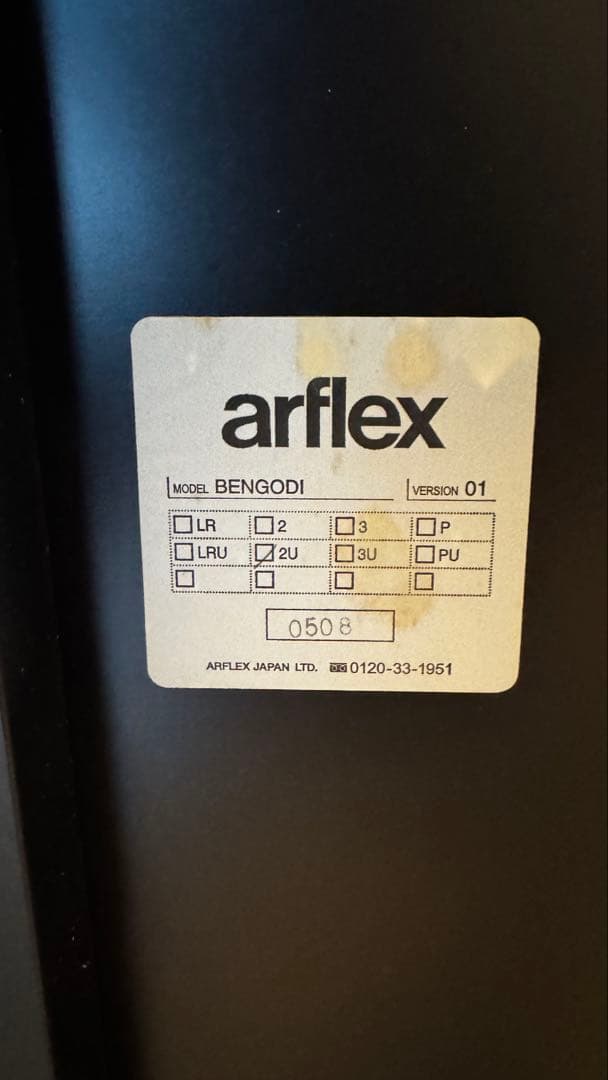 arflex
MODEL BENGODI VERSION 01
LR 2 3 P
LRU 2U 3U PU
0508
ARFLEX JAPAN LTD. 0120-33-1951